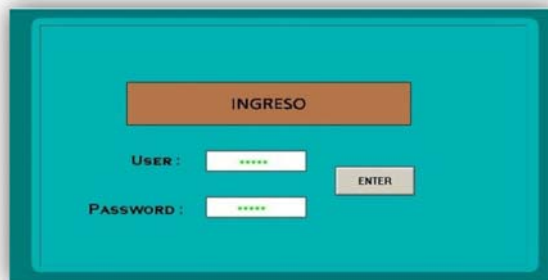 INGRESO
USER :
*****
ENTER
PASSWORD :
*****